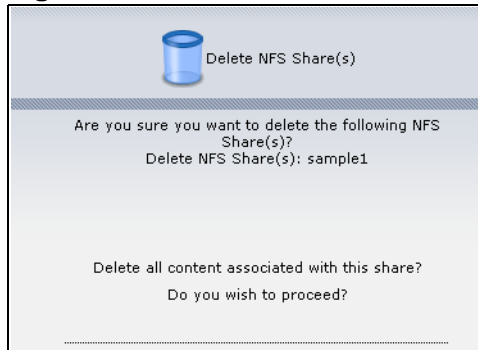 Delete NFS Share(s)
Are you sure you want to delete the following NFS
Share(s)?
Delete NFS Share(s): sample1
Delete all content associated with this share?
Do you wish to proceed?